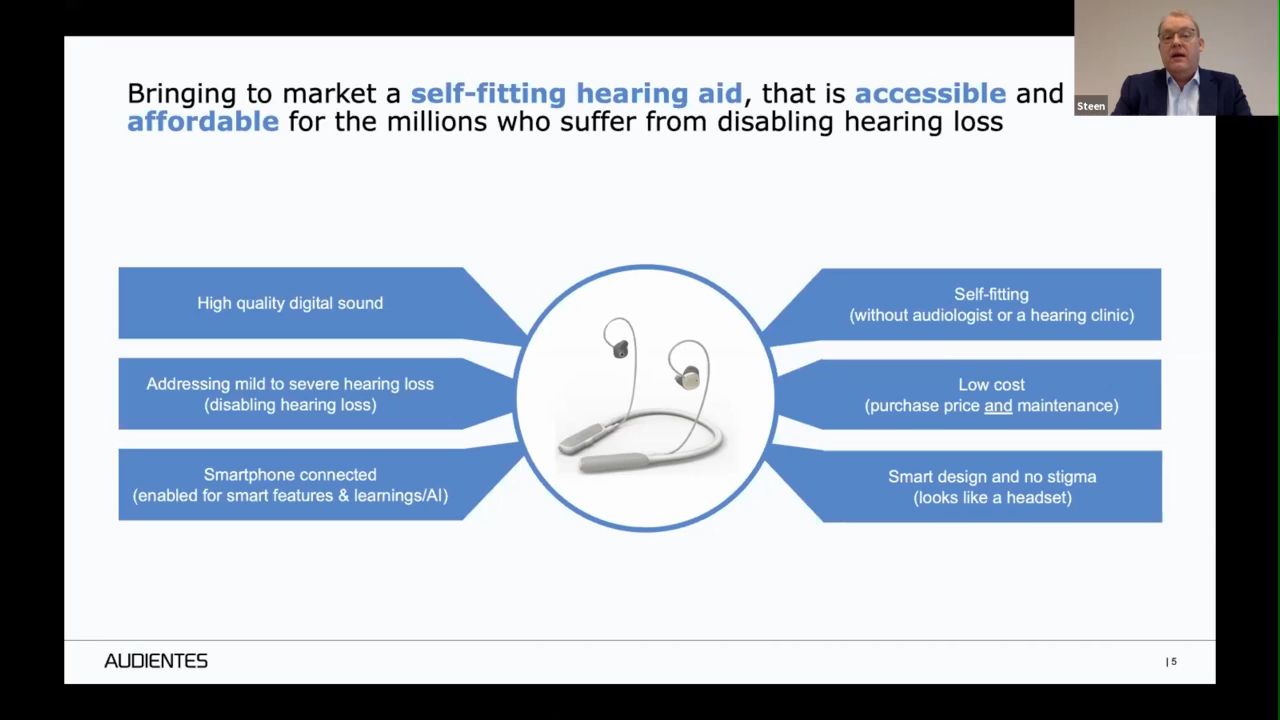 Bringing to market a self-fitting hearing aid, that is accessible and
affordable for the millions who suffer from disabling hearing loss
Steen
High quality digital sound
Addressing mild to severe hearing loss
(disabling hearing loss)
Smartphone connected
(enabled for smart features & learnings/AI)
Self-fitting
(without audiologist or a hearing clinic)
Low cost
(purchase price and maintenance)
Smart design and no stigma
(looks like a headset)
AUDIENTES
| 5